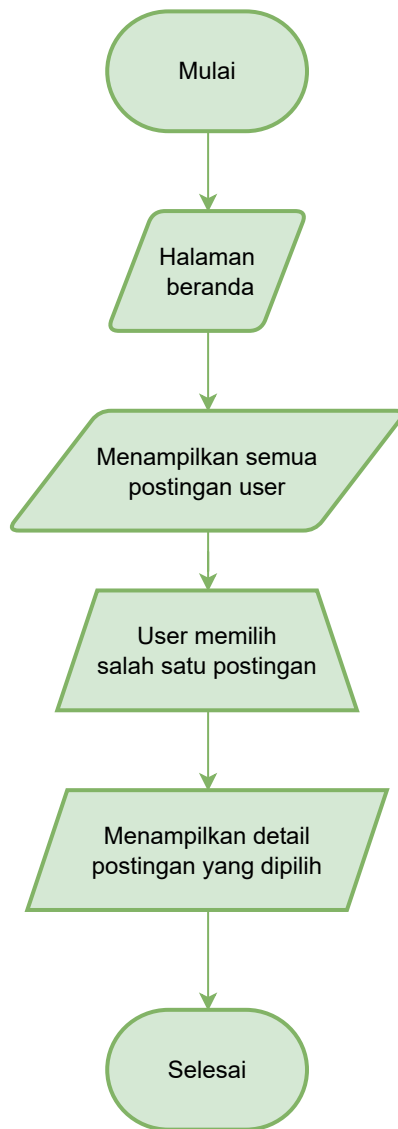 Mulai
Halaman
beranda
Menampilkan semua
postingan user
User memilih
salah satu postingan
Menampilkan detail
postingan yang dipilih
Selesai